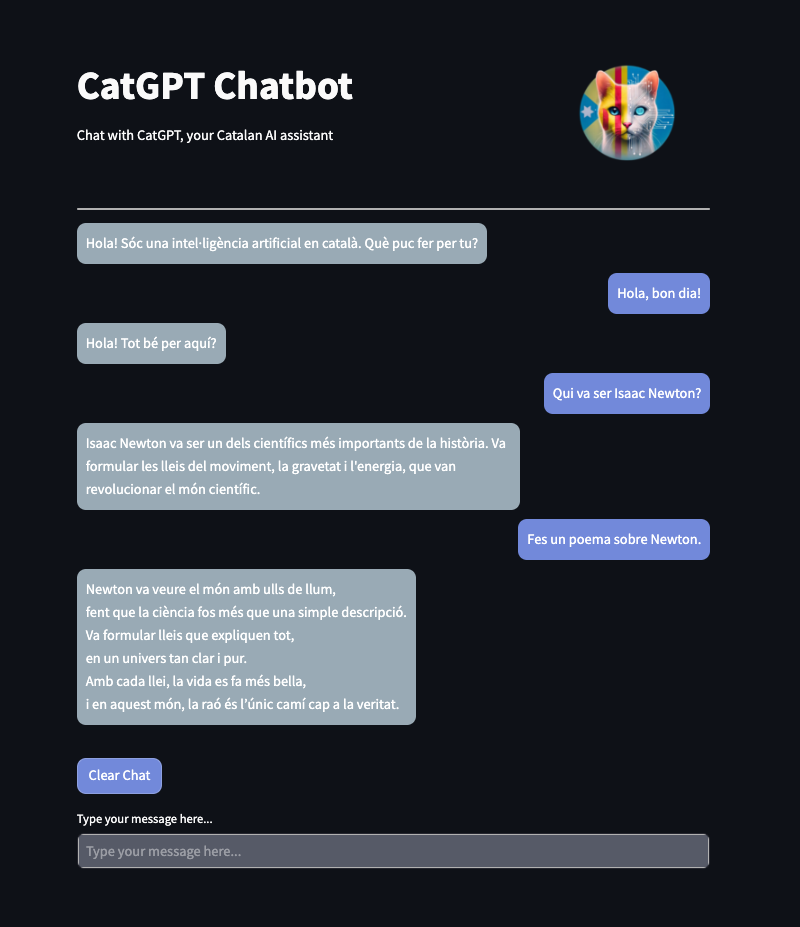 CatGPT Chatbot
Chat with CatGPT, your Catalan AI assistant
Hola! Sóc una intel·ligència artificial en català. Què puc fer per tu?
Hola, bon dia!
Hola! Tot bé per aquí?
Qui va ser Isaac Newton?
Isaac Newton va ser un dels científics més importants de la història. Va
formular les lleis del moviment, la gravetat i l'energia, que van
revolucionar el món científic.
Fes un poema sobre Newton.
Newton va veure el món amb ulls de llum,
fent que la ciència fos més que una simple descripció.
Va formular lleis que expliquen tot,
en un univers tan clar i pur.
Amb cada llei, la vida es fa més bella,
i en aquest món, la raó és l'únic camí cap a la veritat.
Clear Chat
Type your message here...
Type your message here...